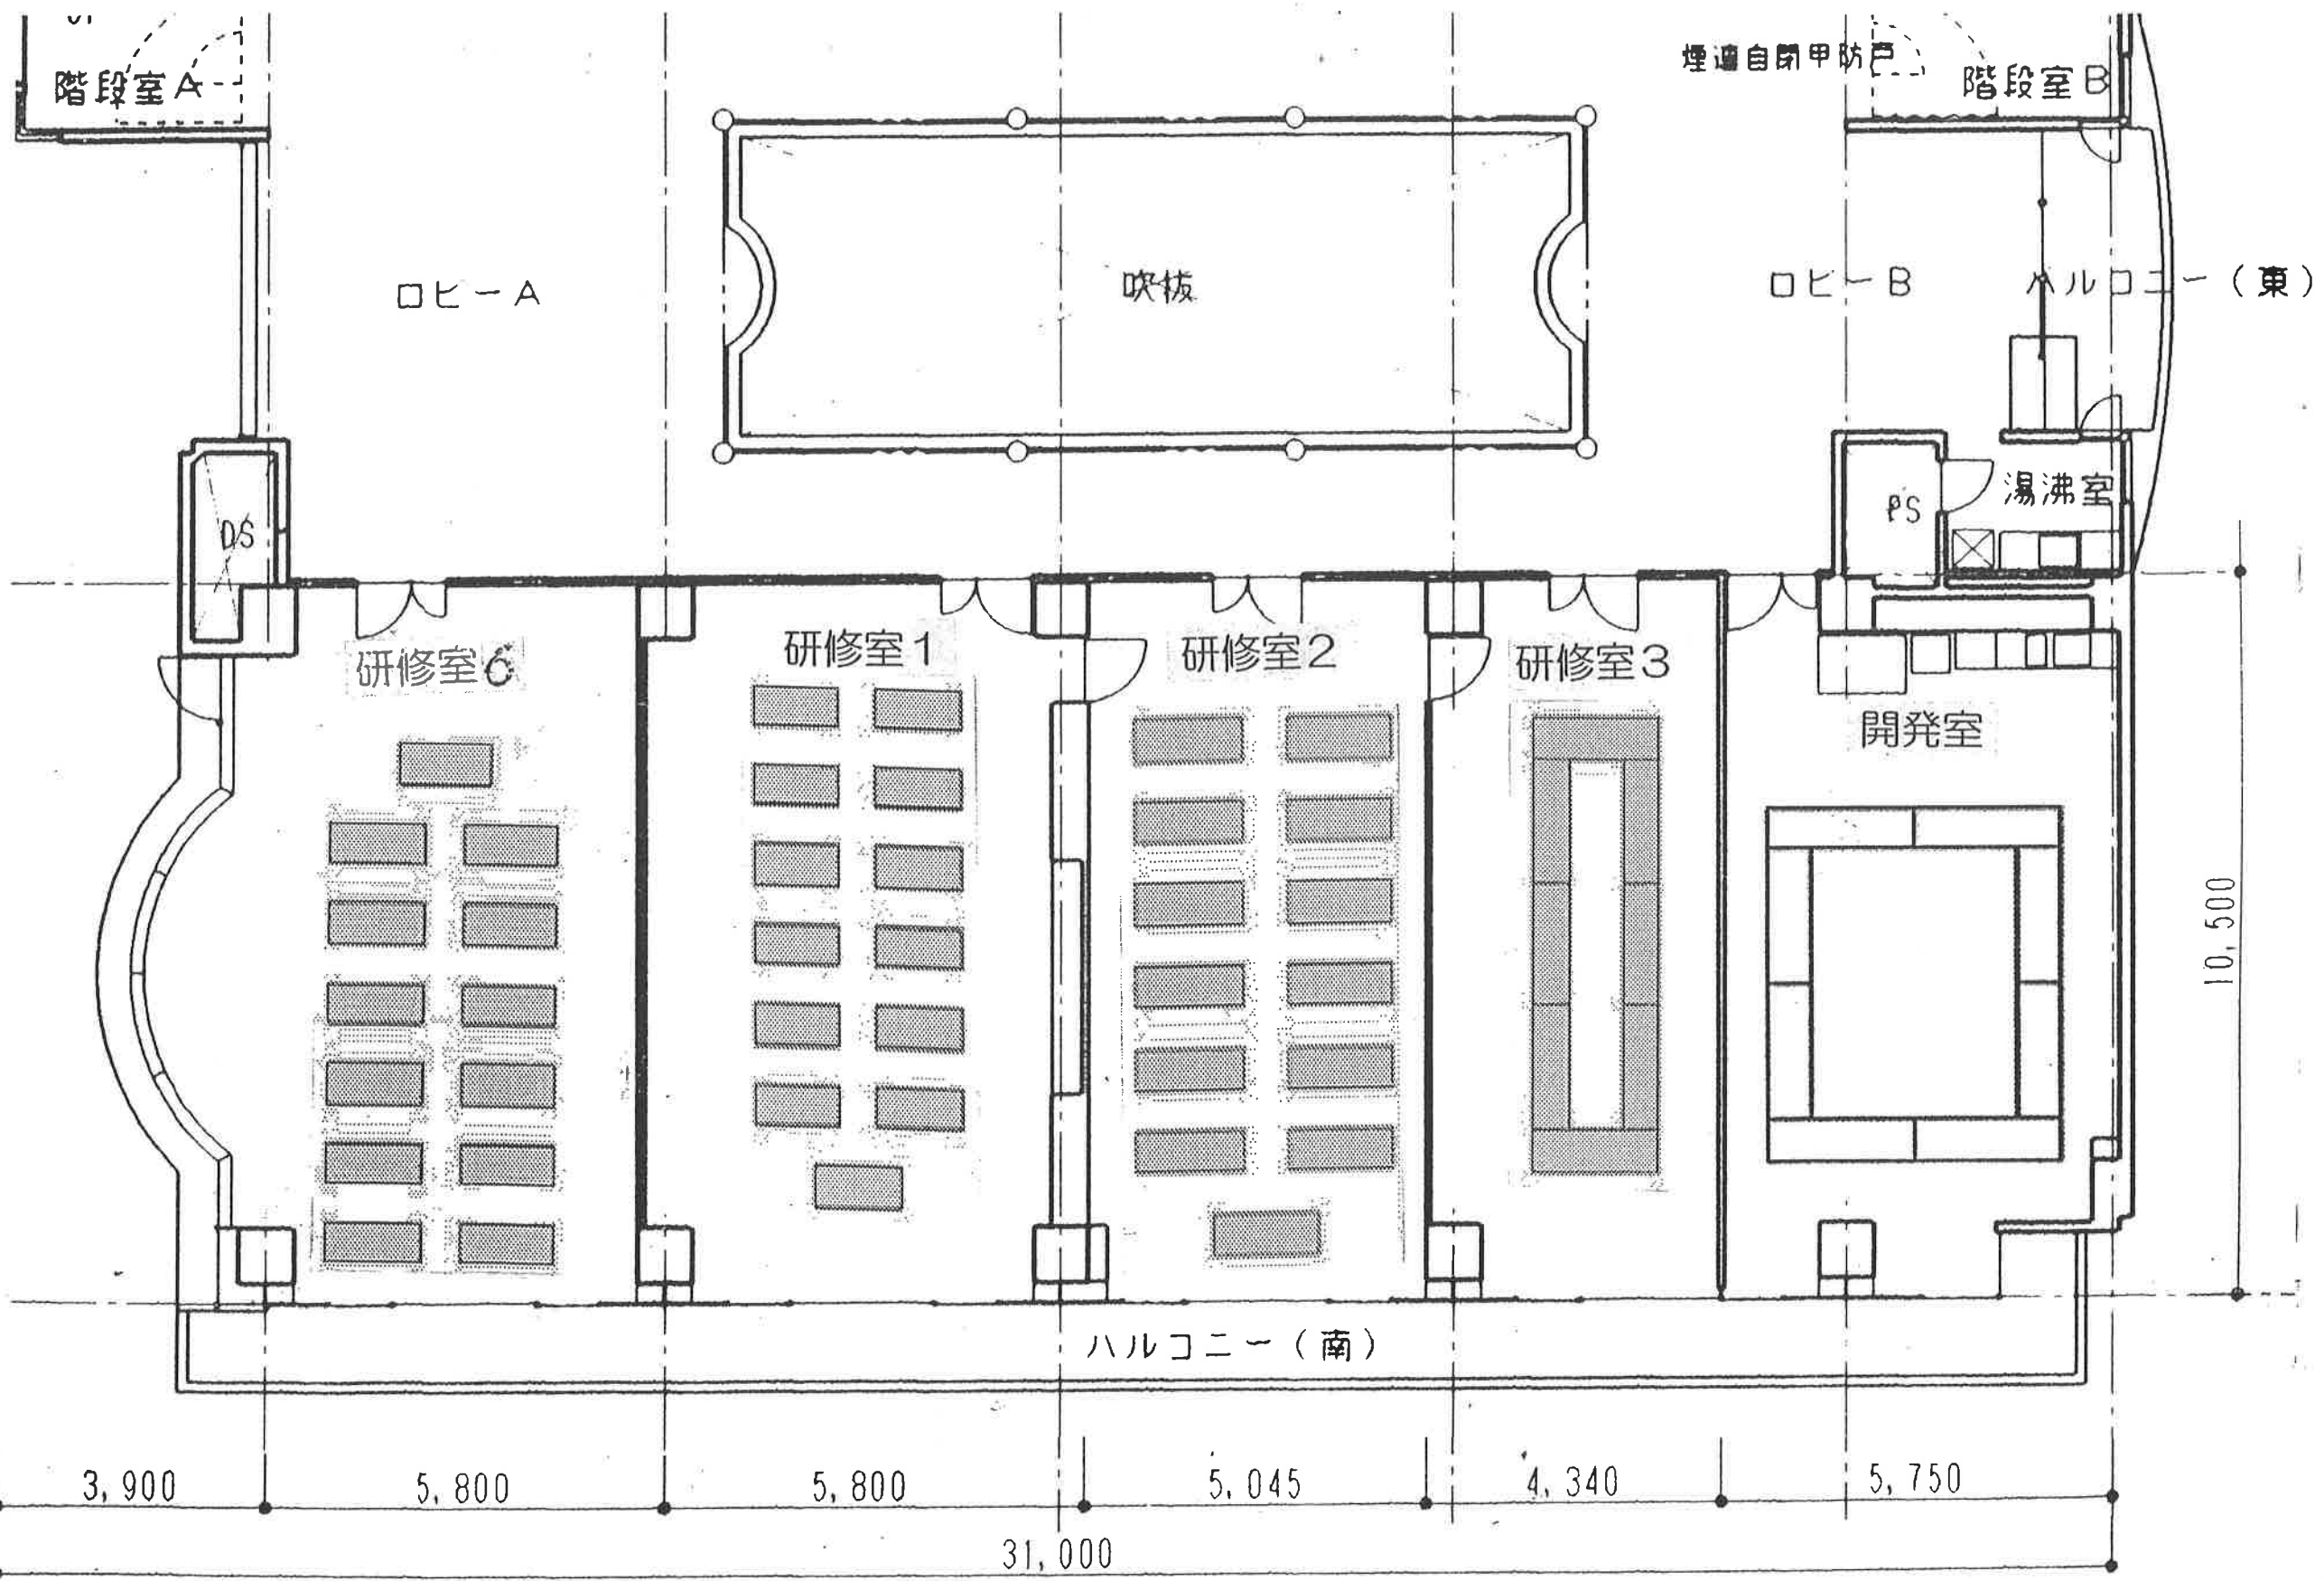 煙適自閉甲防戸
階段室A
階段室B
ロビーA
吹抜
ロビーB
ハルコニー(東)
DS
PS
湯沸室
研修室6
研修室1
研修室2
研修室3
開発室
10,500
ハルコニー(南)
3,900
5,800
5,800
5,045
4,340
5,750
31,000